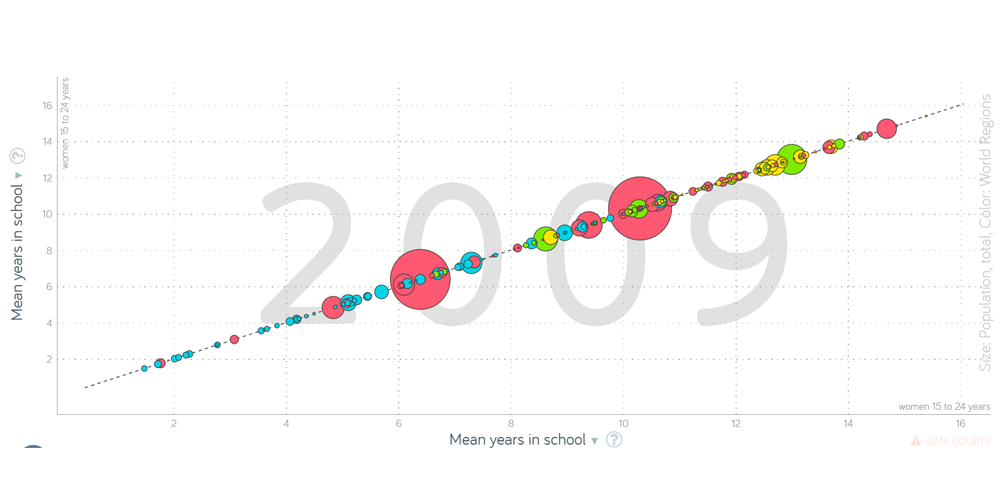 women 15 to 24 years
16
14
12
10
8
6
4
2
Mean years in school ▼ ?
2009
Size: Population, total, Color: World Regions
women 15 to 24 years
2 4 6 8 10 12 14 16
Mean years in school ▼ ?
DATA DOUBTS